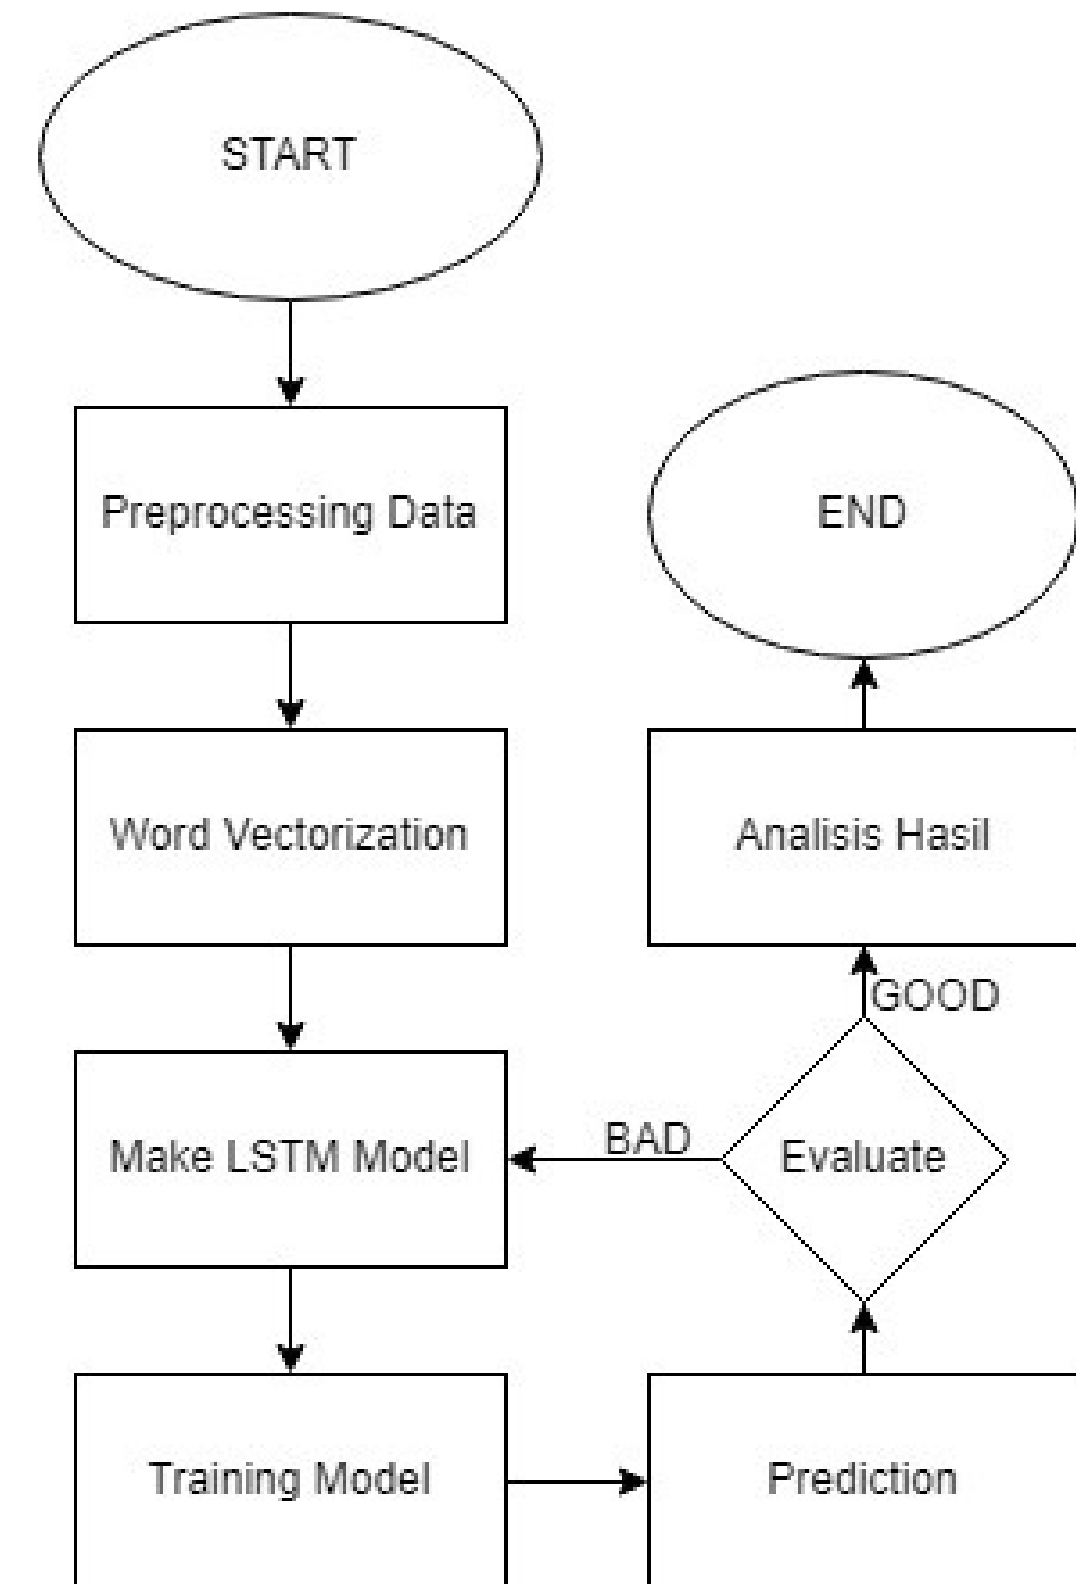 START
Preprocessing Data
Word Vectorization
Make LSTM Model
Training Model
Prediction
Evaluate
BAD
GOOD
Analisis Hasil
END